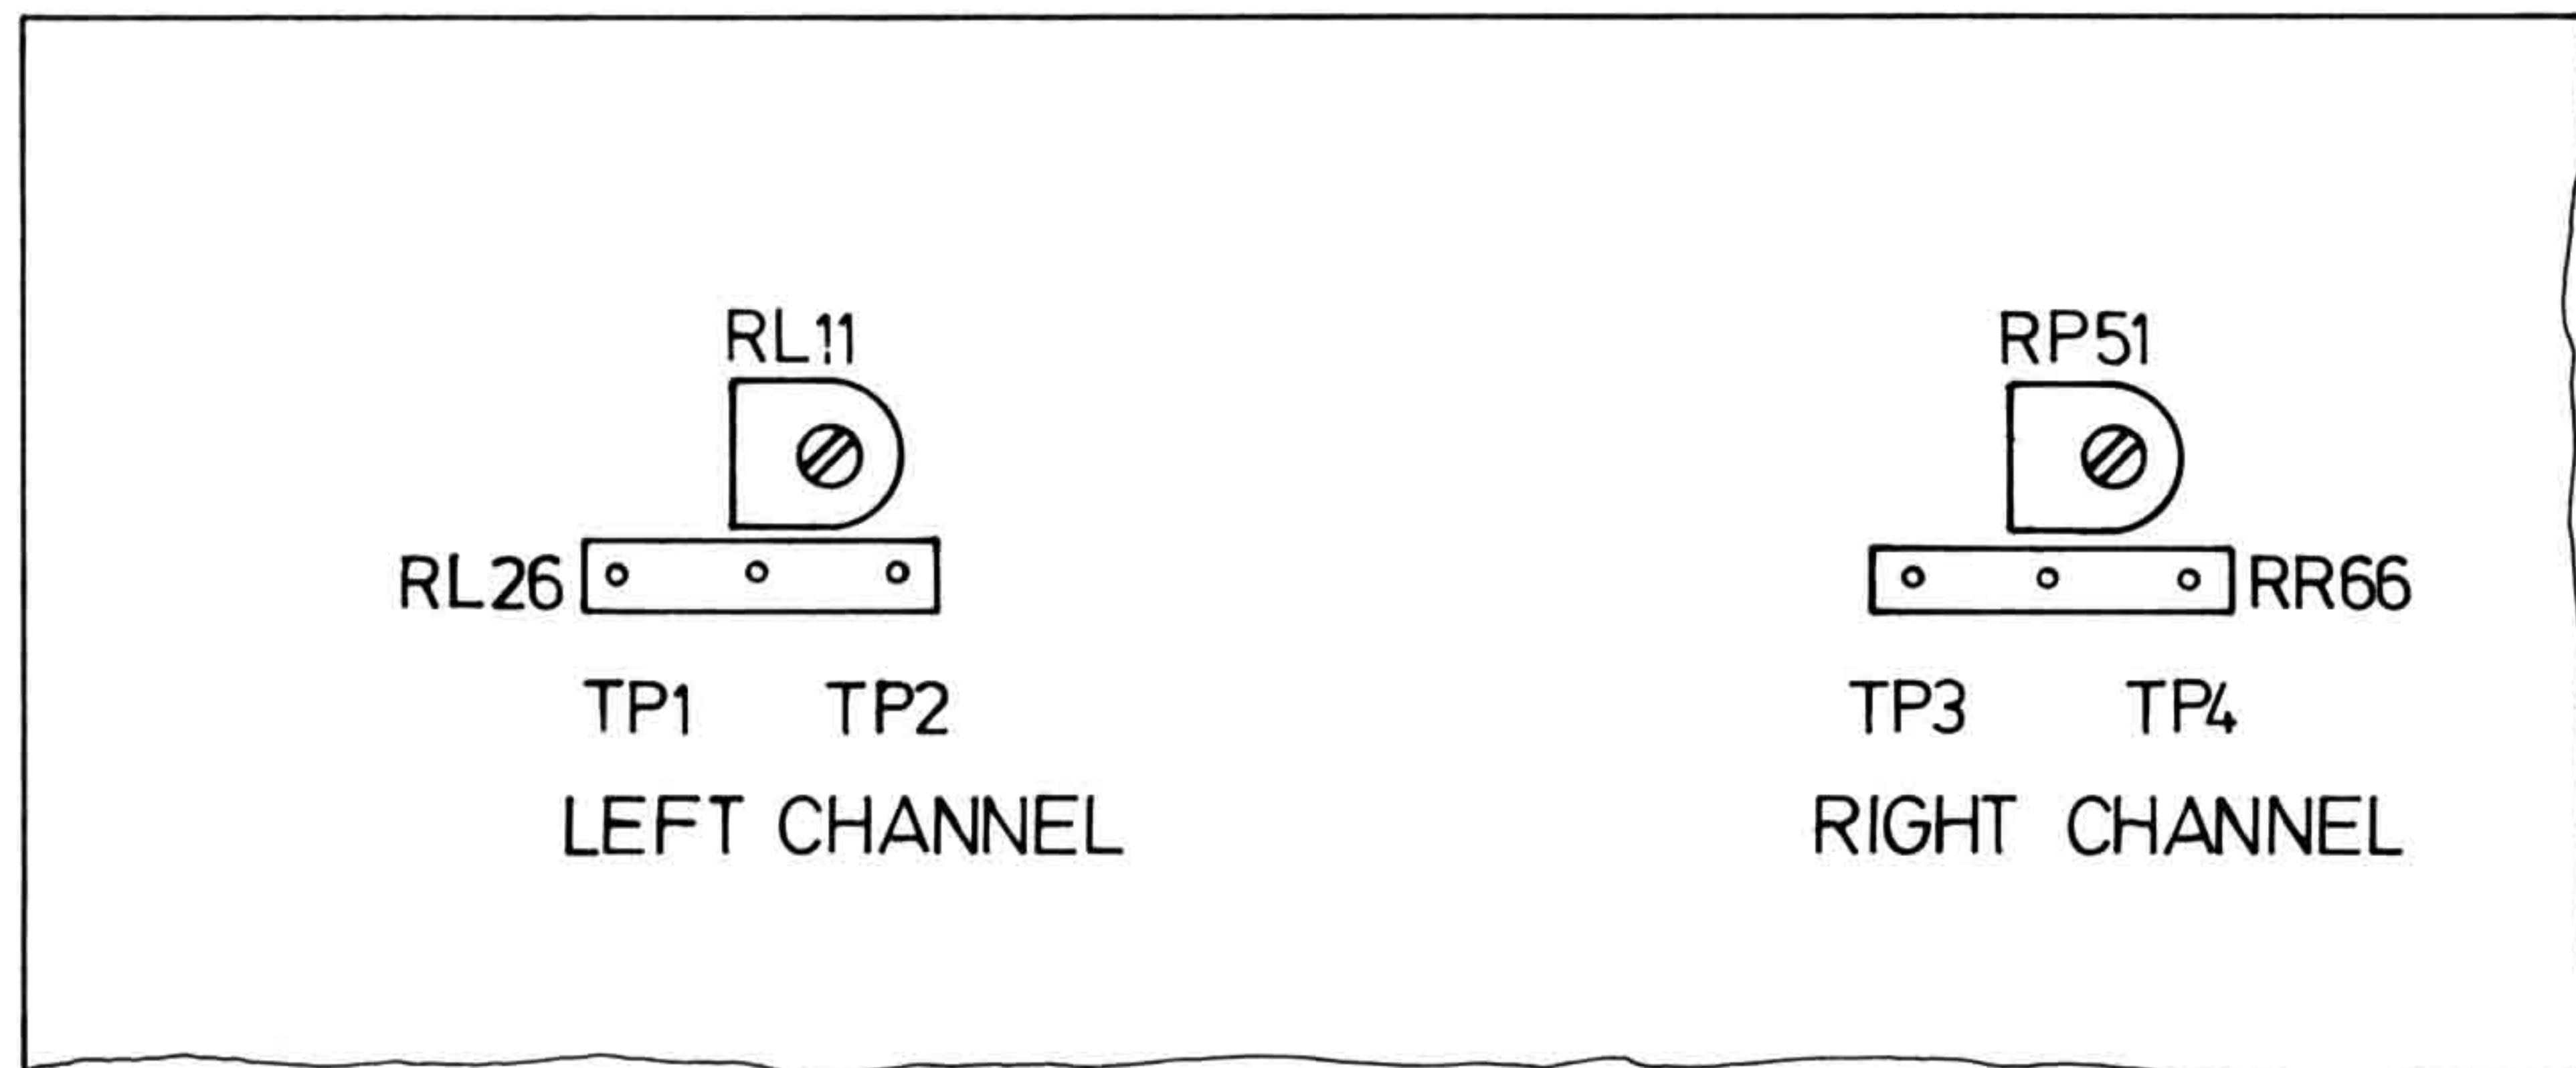 RL11
RP51
RL26
RR66
TP1 TP2
TP3 TP4
LEFT CHANNEL
RIGHT CHANNEL